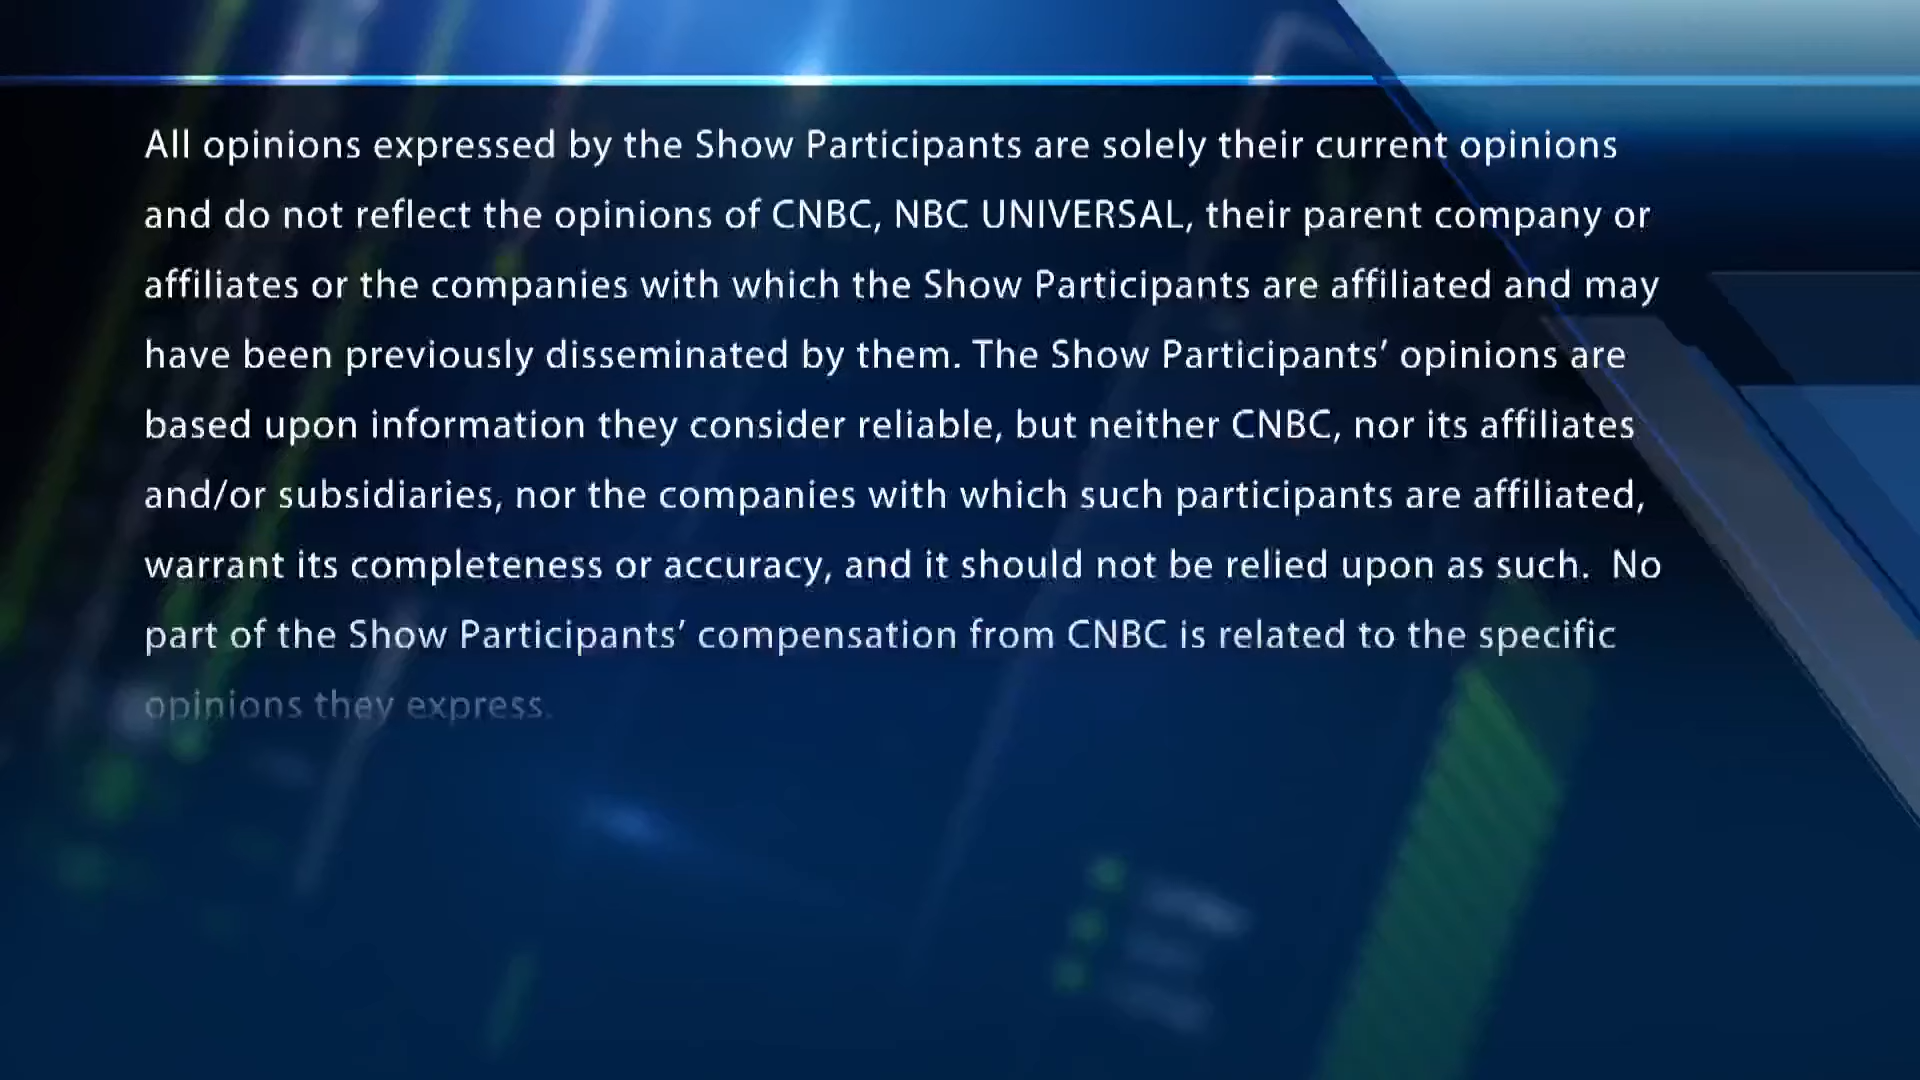 All opinions expressed by the Show Participants are solely their current opinions
and do not reflect the opinions of CNBC, NBC UNIVERSAL, their parent company or
affiliates or the companies with which the Show Participants are affiliated and may
have been previously disseminated by them. The Show Participants’ opinions are
based upon information they consider reliable, but neither CNBC, nor its affiliates
and/or subsidiaries, nor the companies with which such participants are affiliated,
warrant its completeness or accuracy, and it should not be relied upon as such.  No
part of the Show Participants’ compensation from CNBC is related to the specific
opinions they express.